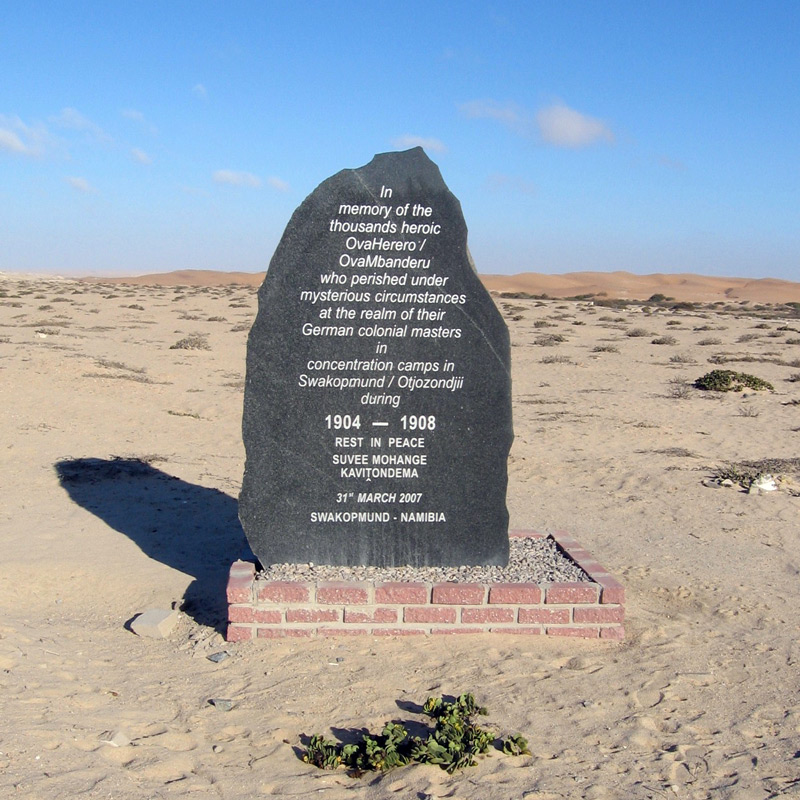 In
memory of the
thousands heroic
OvaHerero /
OvaMbanderu
who perished under
mysterious circumstances
at the realm of their
German colonial masters
in
concentration camps in
Swakopmund / Otjozondjii
during
1904 — 1908
REST IN PEACE
SUVEE MOHANGE
KAVIṰONDEMA
31ST MARCH 2007
SWAKOPMUND - NAMIBIA